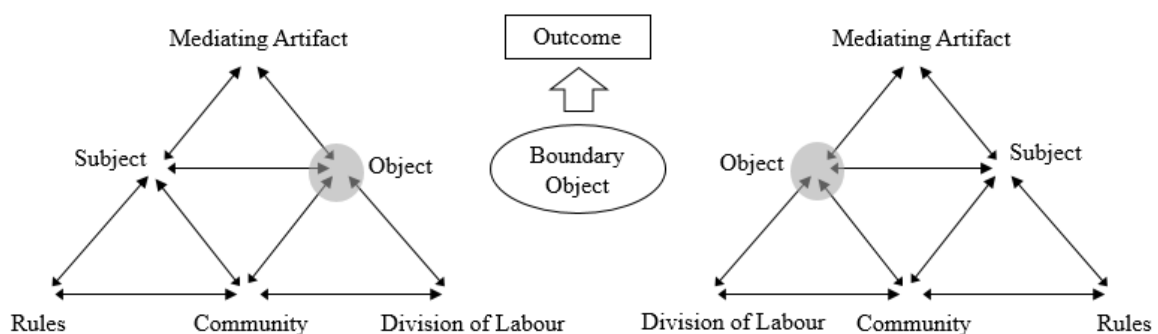 Mediating Artifact
Outcome
Mediating Artifact
Subject
Object
Boundary
Object
Object
Subject
Rules
Community
Division of Labour
Division of Labour
Community
Rules